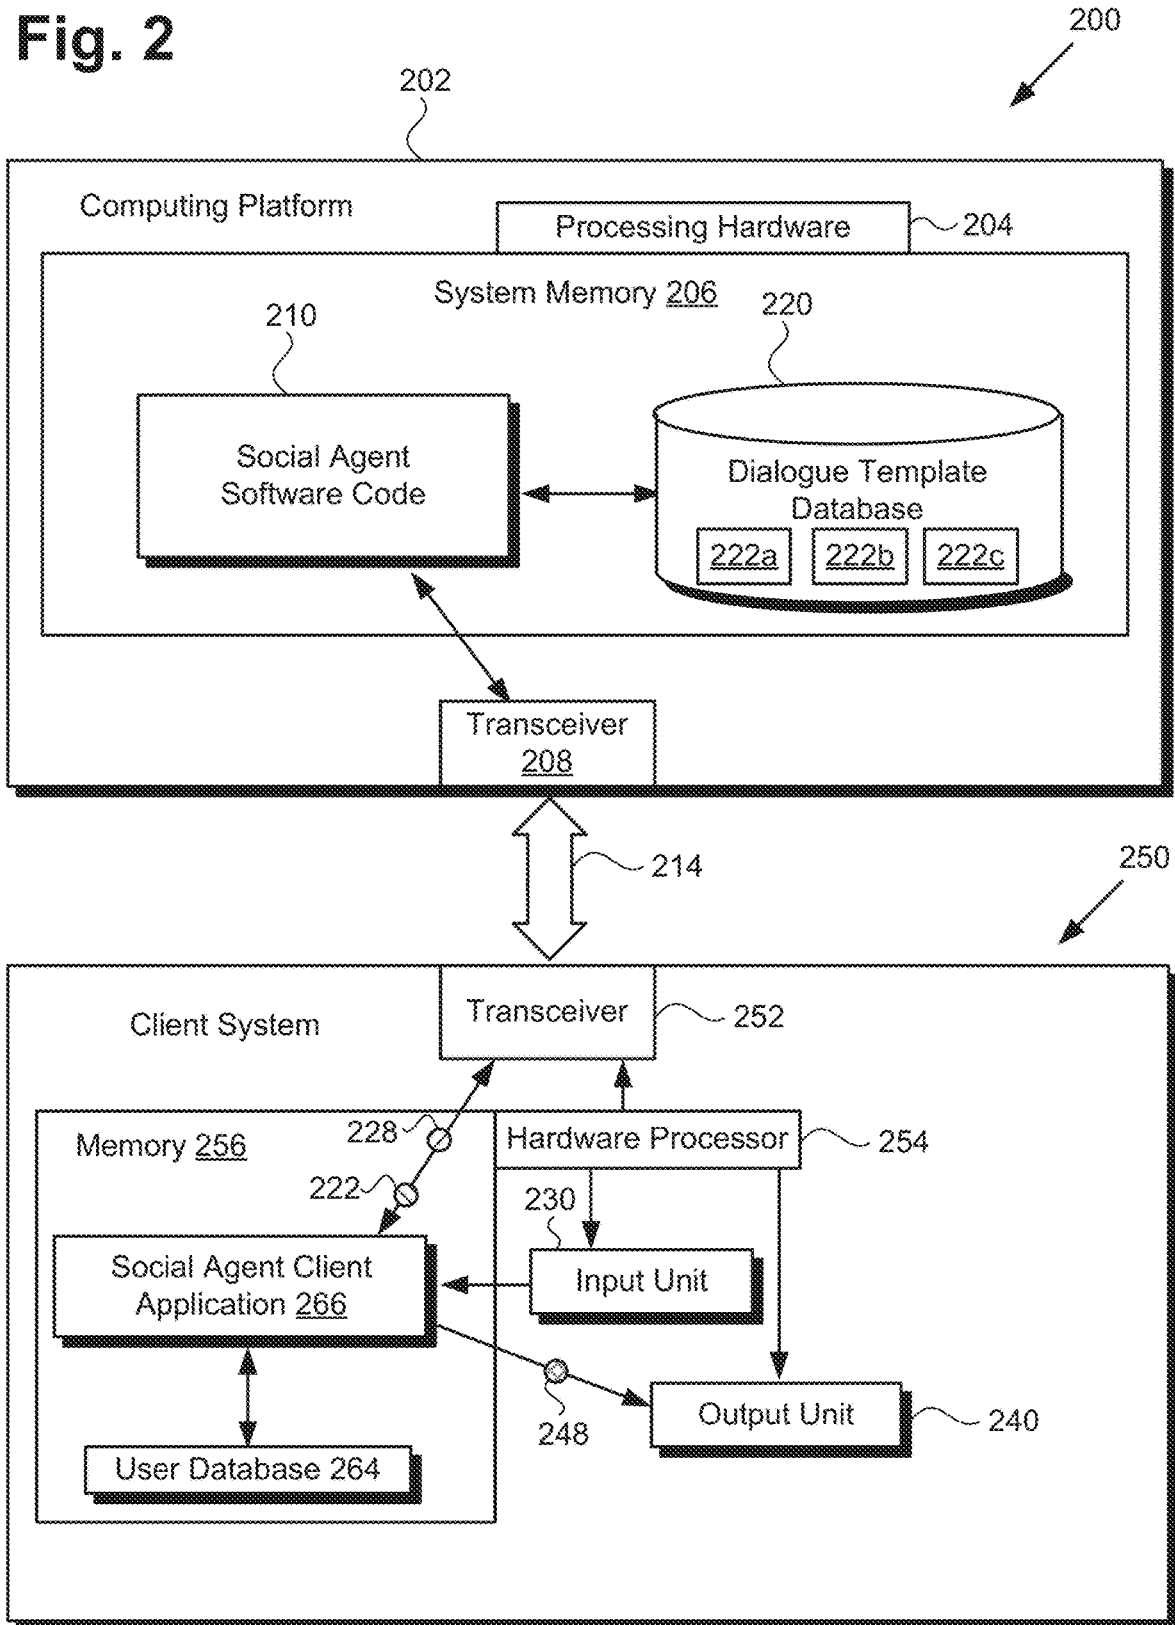 Fig. 2
200
202
Computing Platform
Processing Hardware
204
System Memory 206
210
220
Social Agent
Software Code
Dialogue Template
Database
222a
222b
222c
Transceiver
208
214
250
Client System
Transceiver
252
Memory 256
228
Hardware Processor
254
222
230
Social Agent Client
Application 266
Input Unit
248
Output Unit
240
User Database 264